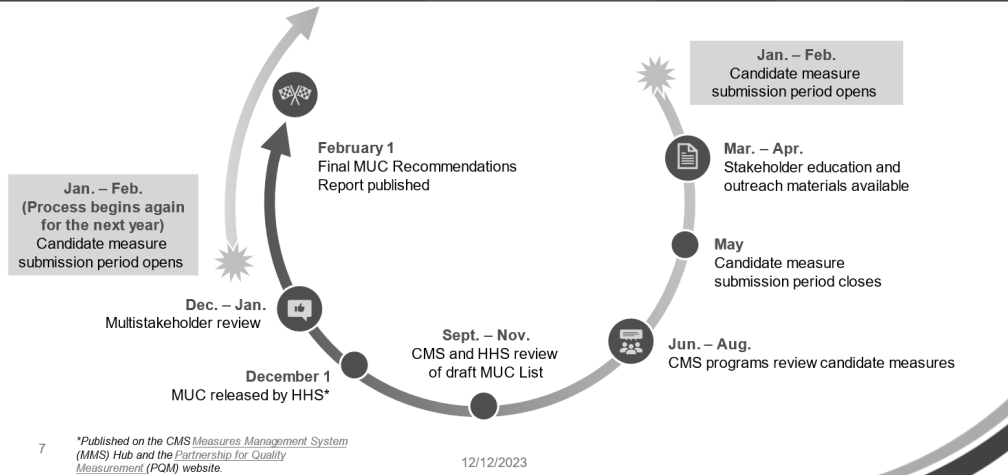 Jan. – Feb.
Candidate measure
submission period opens
Mar. – Apr.
Stakeholder education and
outreach materials available
May
Candidate measure
submission period closes
Jun. – Aug.
CMS programs review candidate measures
Sept. – Nov.
CMS and HHS review
of draft MUC List
December 1
MUC released by HHS*
Dec. – Jan.
Multistakeholder review
February 1
Final MUC Recommendations
Report published
Jan. – Feb.
(Process begins again
for the next year)
Candidate measure
submission period opens
7
*Published on the CMS Measures Management System
(MMS) Hub and the Partnership for Quality
Measurement (PQM) website.
12/12/2023